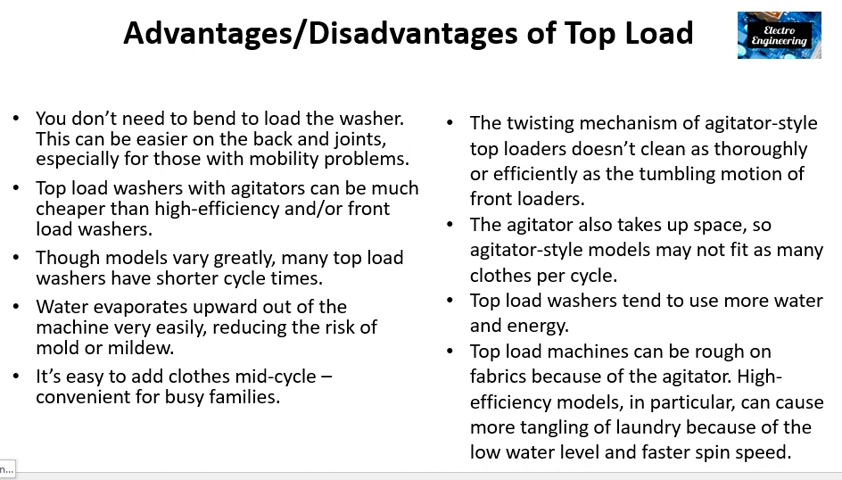 Advantages/Disadvantages of Top Load
Electro
Engineering
• You don’t need to bend to load the washer.
This can be easier on the back and joints,
especially for those with mobility problems.
• Top load washers with agitators can be much
cheaper than high-efficiency and/or front
load washers.
• Though models vary greatly, many top load
washers have shorter cycle times.
• Water evaporates upward out of the
machine very easily, reducing the risk of
mold or mildew.
• It’s easy to add clothes mid-cycle –
convenient for busy families.
• The twisting mechanism of agitator-style
top loaders doesn’t clean as thoroughly
or efficiently as the tumbling motion of
front loaders.
• The agitator also takes up space, so
agitator-style models may not fit as many
clothes per cycle.
• Top load washers tend to use more water
and energy.
• Top load machines can be rough on
fabrics because of the agitator. High-
efficiency models, in particular, can cause
more tangling of laundry because of the
low water level and faster spin speed.
n...